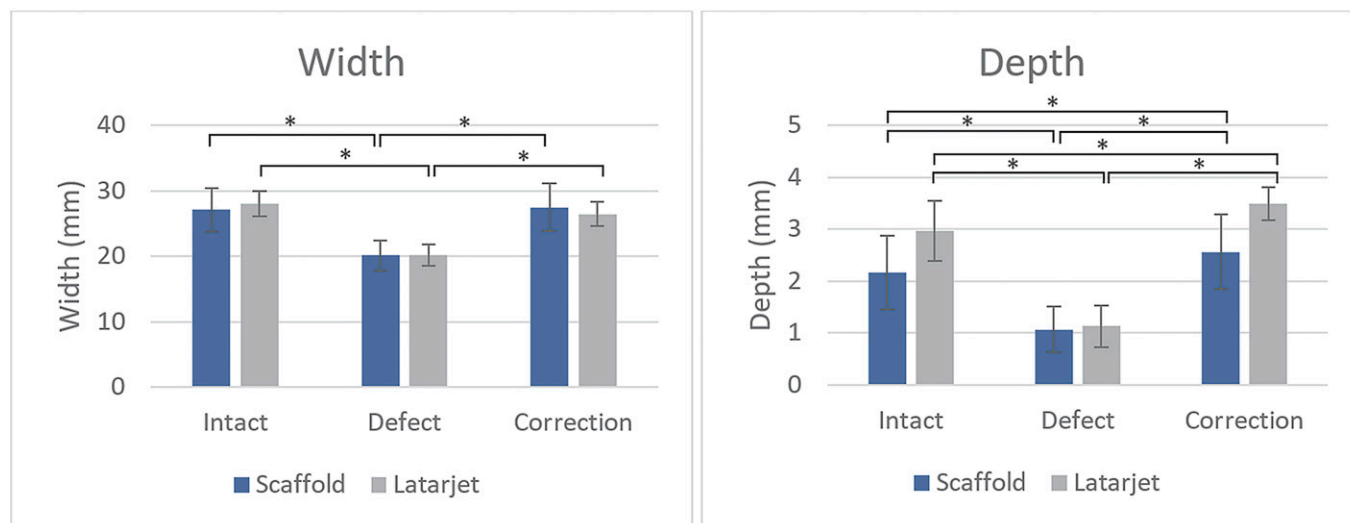 Width
40
30
20
10
0
Width (mm)
* *
* *
Intact Defect Correction
Scaffold Latarjet
Depth
5
4
3
2
1
0
Depth (mm)
*
* *
*
* *
Intact Defect Correction
Scaffold Latarjet